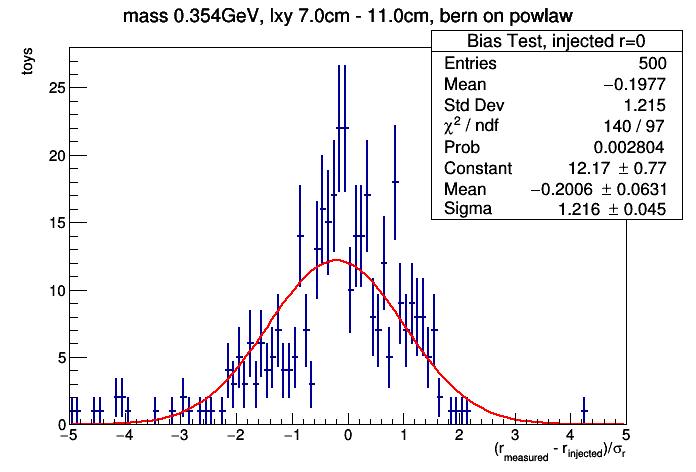 mass 0.354GeV, lxy 7.0cm - 11.0cm, bern on powlaw
Bias Test, injected r=0
Entries 500
Mean −0.1977
Std Dev 1.215
χ² / ndf 140 / 97
Prob 0.002804
Constant 12.17 ± 0.77
Mean −0.2006 ± 0.0631
Sigma 1.216 ± 0.045
toys
25
20
15
10
5
0
−5 −4 −3 −2 −1 0 1 2 3 4 5
(r_measured - r_injected)/σ_r